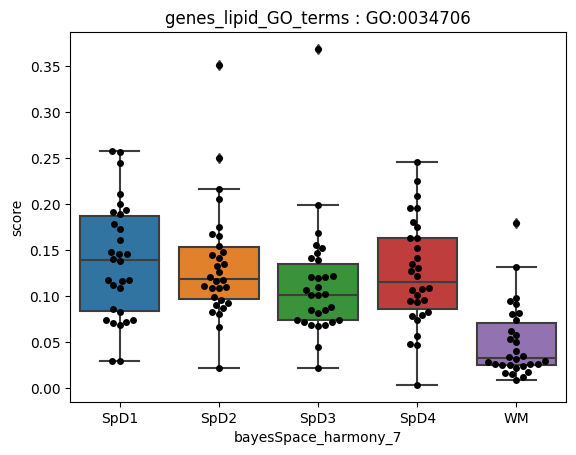 genes_lipid_GO_terms : GO:0034706
score
0.35
0.30
0.25
0.20
0.15
0.10
0.05
0.00
SpD1 SpD2 SpD3 SpD4 WM
bayesSpace_harmony_7